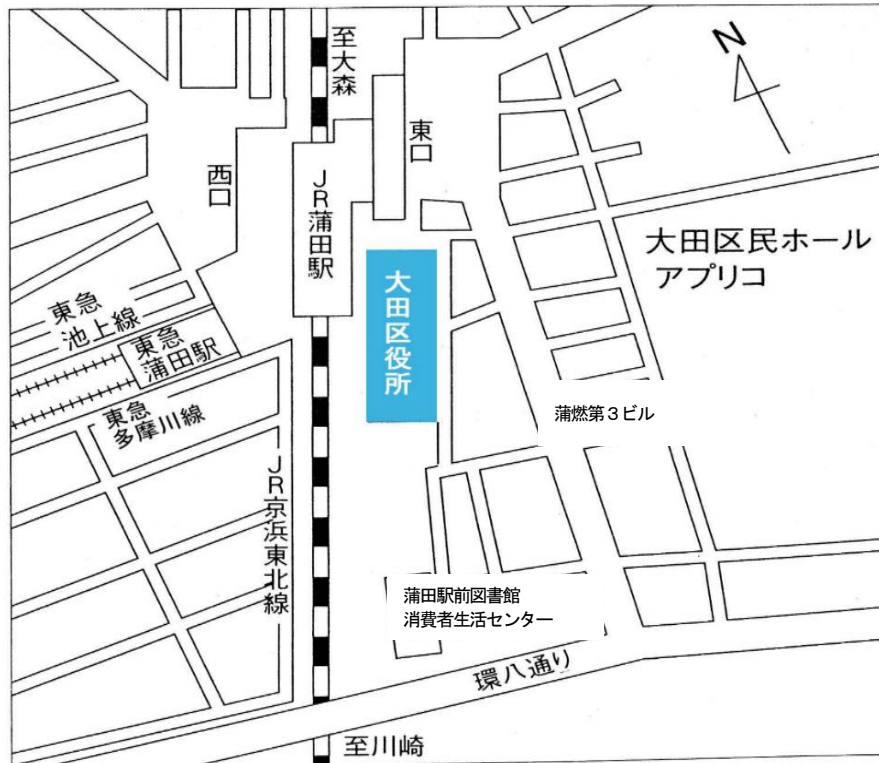 至大森
N
東口
西口
JR蒲田駅
大田区民ホール
アプリコ
大田区役所
東急
池上線
東急
蒲田駅
東急
多摩川線
蒲燃第3ビル
JR京浜東北線
蒲田駅前図書館
消費者生活センター
環八通り
至川崎